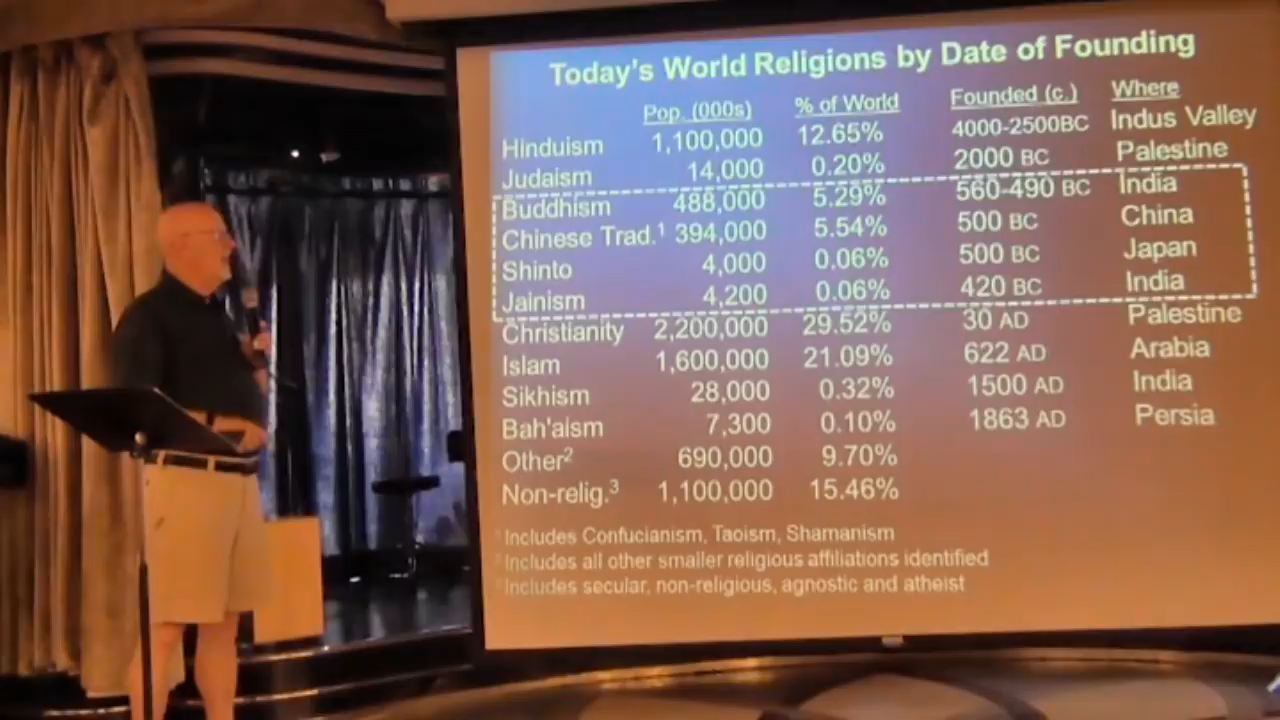 Today's World Religions by Date of Founding
Pop. (000s) % of World Founded (c.) Where
Hinduism 1,100,000 12.65% 4000-2500BC Indus Valley
Judaism 14,000 0.20% 2000 BC Palestine
Buddhism 488,000 5.29% 560-490 BC India
Chinese Trad.¹ 394,000 5.54% 500 BC China
Shinto 4,000 0.06% 500 BC Japan
Jainism 4,200 0.06% 420 BC India
Christianity 2,200,000 29.52% 30 AD Palestine
Islam 1,600,000 21.09% 622 AD Arabia
Sikhism 28,000 0.32% 1500 AD India
Bah'aism 7,300 0.10% 1863 AD Persia
Other² 690,000 9.70%
Non-relig.³ 1,100,000 15.46%
¹ Includes Confucianism, Taoism, Shamanism
² Includes all other smaller religious affiliations identified
³ Includes secular, non-religious, agnostic and atheist